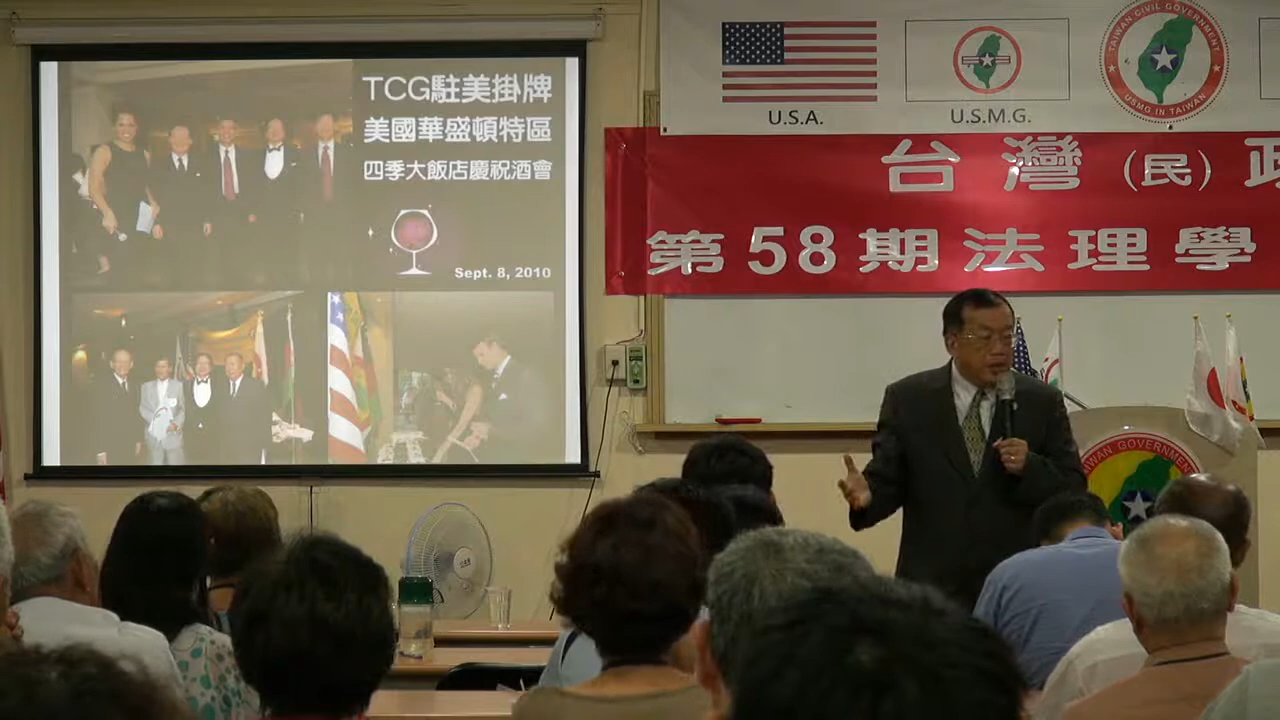 TCG駐美掛牌
美國華盛頓特區
四季大飯店慶祝酒會
Sept. 8, 2010
U.S.A.
U.S.M.G.
TAIWAN CIVIL GOVERNMENT
USMG IN TAIWAN
台灣(民)政
第58期法理學
TAIWAN GOVERNMENT